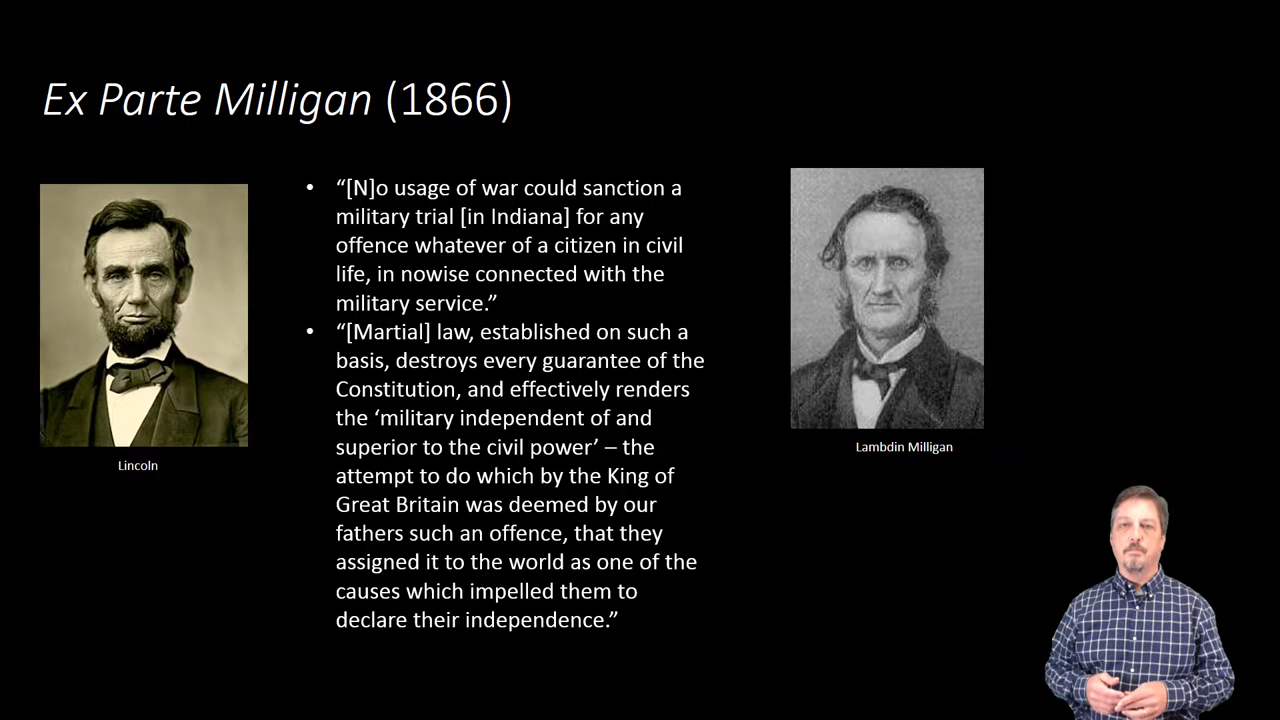 Ex Parte Milligan (1866)
• “[N]o usage of war could sanction a
military trial [in Indiana] for any
offence whatever of a citizen in civil
life, in nowise connected with the
military service.”
• “[Martial] law, established on such a
basis, destroys every guarantee of the
Constitution, and effectively renders
the ‘military independent of and
superior to the civil power’ – the
attempt to do which by the King of
Great Britain was deemed by our
fathers such an offence, that they
assigned it to the world as one of the
causes which impelled them to
declare their independence.”
Lincoln
Lambdin Milligan